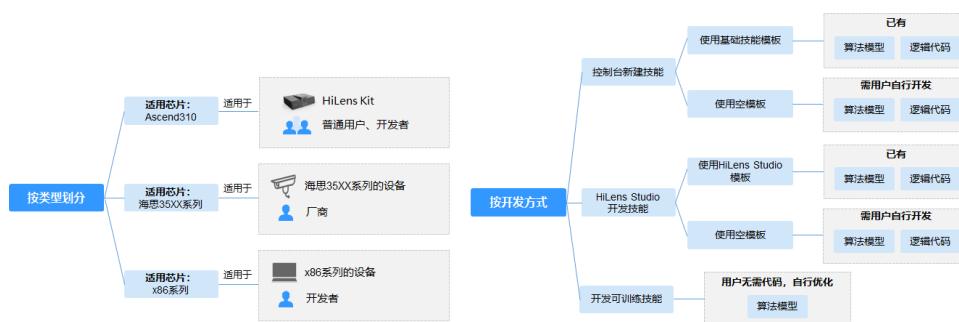 按类型划分
适用芯片：
Ascend310
适用于
HiLens Kit
普通用户、开发者
适用芯片：
海思35XX系列
适用于
海思35XX系列的设备
厂商
适用芯片：
x86系列
适用于
x86系列的设备
开发者
按开发方式
控制台新建技能
使用基础技能模板
已有
算法模型 逻辑代码
使用空模板
需用户自行开发
算法模型 逻辑代码
HiLens Studio
开发技能
使用HiLens Studio
模板
已有
算法模型 逻辑代码
使用空模板
需用户自行开发
算法模型 逻辑代码
开发可训练技能
用户无需代码，自行优化
算法模型